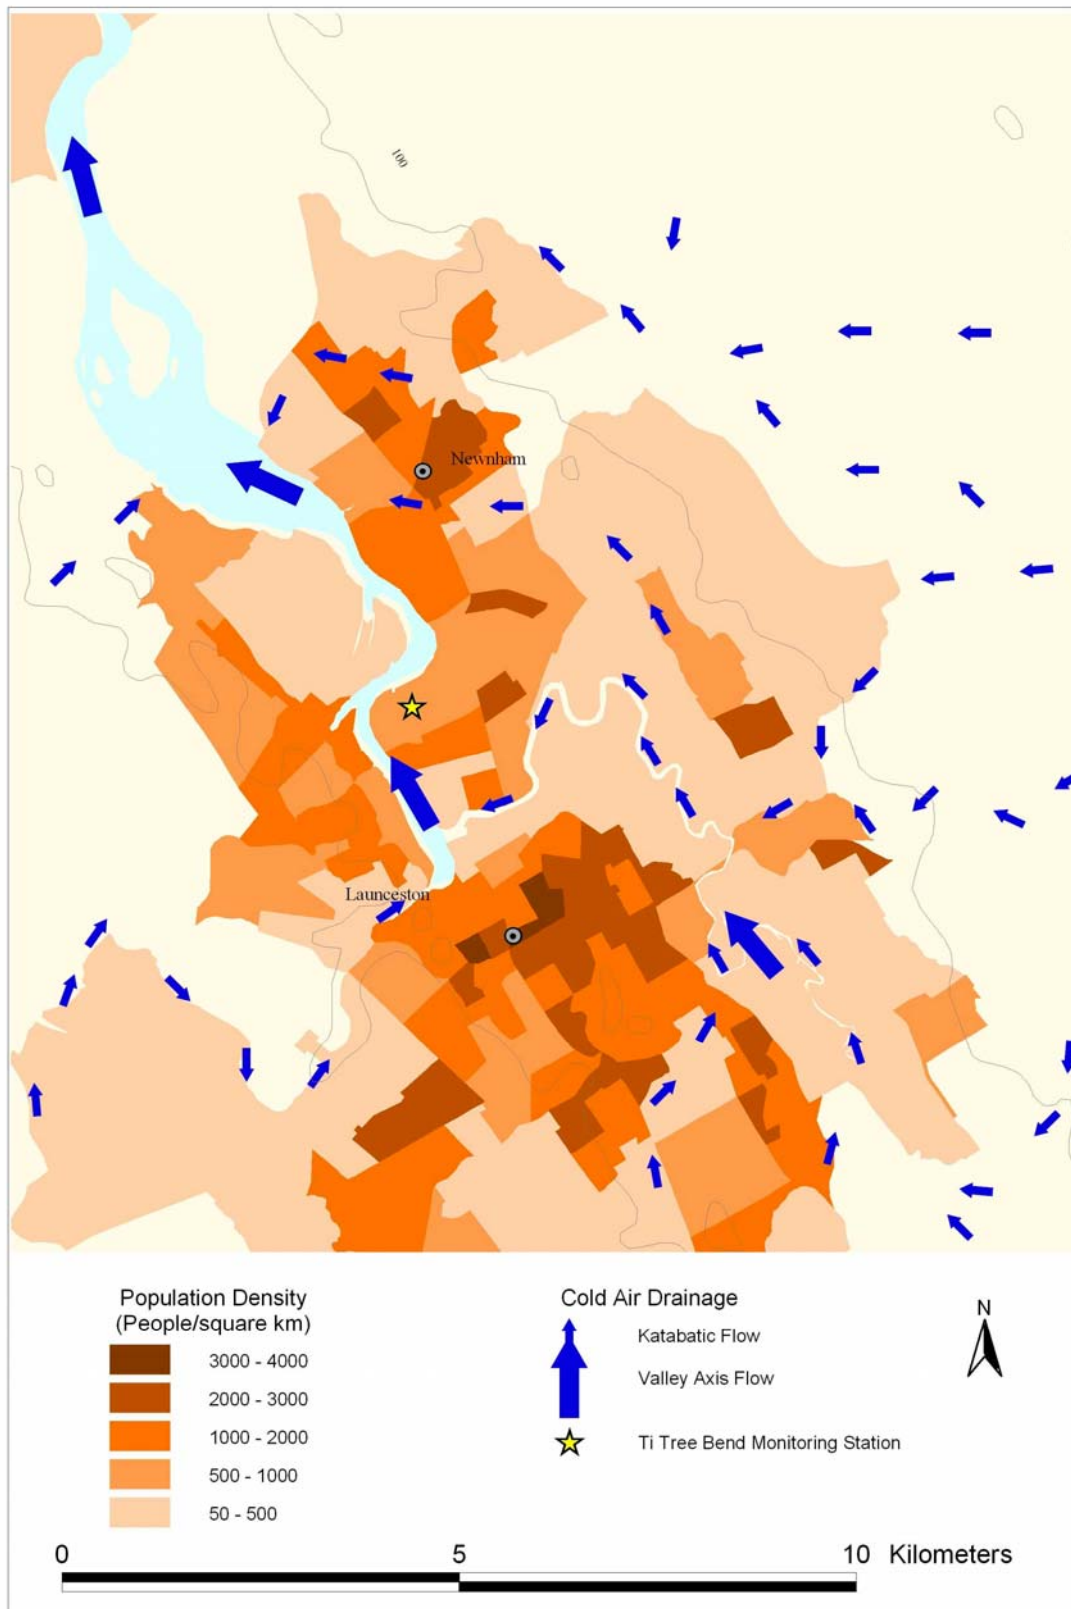 100
Newnham
Launceston
Population Density
(People/square km)
3000 - 4000
2000 - 3000
1000 - 2000
500 - 1000
50 - 500
Cold Air Drainage
Katabatic Flow
Valley Axis Flow
Ti Tree Bend Monitoring Station
N
0 5 10 Kilometers